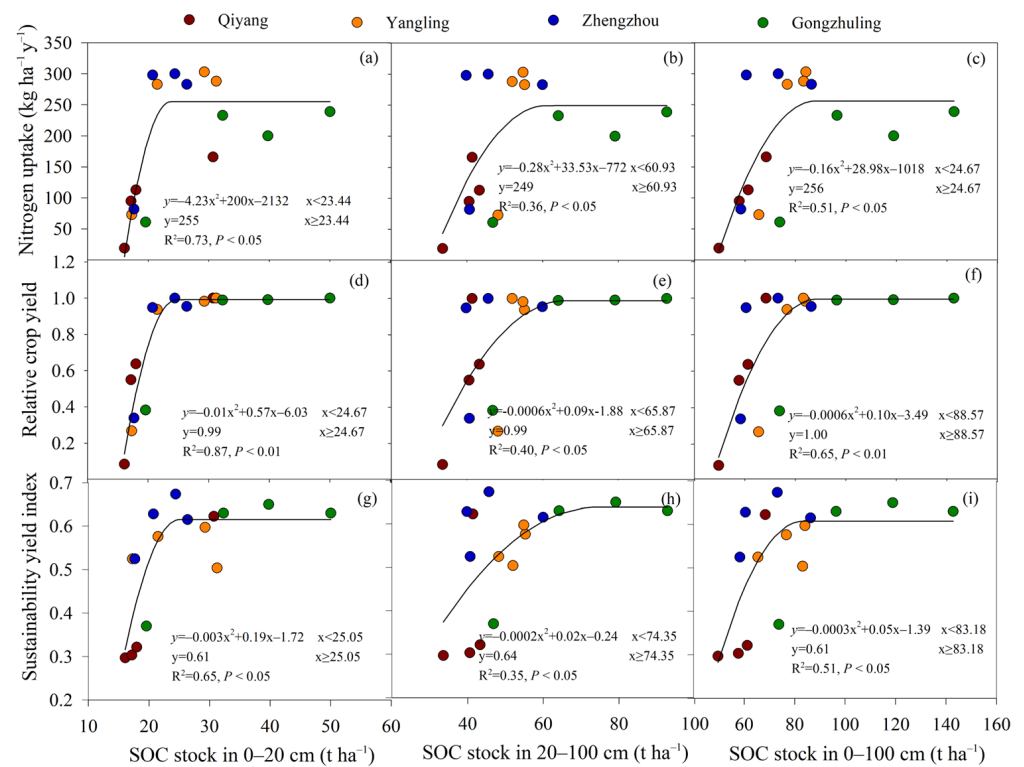 Qiyang Yangling Zhengzhou Gongzhuling
Nitrogen uptake (kg ha⁻¹ y⁻¹)
350
300
250
200
150
100
50
(a)
y=−4.23x²+200x−2132 x<23.44
y=255 x≥23.44
R²=0.73, P < 0.05
(b)
y=−0.28x²+33.53x−772 x<60.93
y=249 x≥60.93
R²=0.36, P < 0.05
(c)
y=−0.16x²+28.98x−1018 x<24.67
y=256 x≥24.67
R²=0.51, P < 0.05
Relative crop yield
1.2
1.0
0.8
0.6
0.4
0.2
(d)
y=−0.01x²+0.57x−6.03 x<24.67
y=0.99 x≥24.67
R²=0.87, P < 0.01
(e)
y=-0.0006x²+0.09x-1.88 x<65.87
y=0.99 x≥65.87
R²=0.40, P < 0.05
(f)
y=−0.0006x²+0.10x−3.49 x<88.57
y=1.00 x≥88.57
R²=0.65, P < 0.01
Sustainability yield index
0.7
0.6
0.5
0.4
0.3
0.2
(g)
y=−0.003x²+0.19x−1.72 x<25.05
y=0.61 x≥25.05
R²=0.65, P < 0.05
(h)
y=−0.0002x²+0.02x−0.24 x<74.35
y=0.64 x≥74.35
R²=0.35, P < 0.05
(i)
y=−0.0003x²+0.05x−1.39 x<83.18
y=0.61 x≥83.18
R²=0.51, P < 0.05
10 20 30 40 50 60 40 60 80 100 60 80 100 120 140 160
SOC stock in 0–20 cm (t ha⁻¹) SOC stock in 20–100 cm (t ha⁻¹) SOC stock in 0–100 cm (t ha⁻¹)